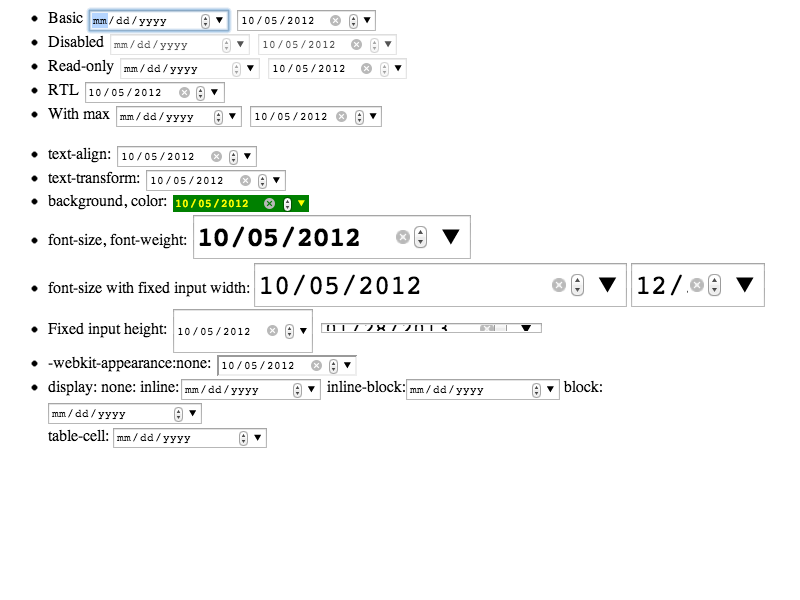 Basic mm/dd/yyyy 10/05/2012
Disabled mm/dd/yyyy 10/05/2012
Read-only mm/dd/yyyy 10/05/2012
RTL 10/05/2012
With max mm/dd/yyyy 10/05/2012
text-align: 10/05/2012
text-transform: 10/05/2012
background, color: 10/05/2012
font-size, font-weight: 10/05/2012
font-size with fixed input width: 10/05/2012 12/
Fixed input height: 10/05/2012
-webkit-appearance:none: 10/05/2012
display: none: inline: mm/dd/yyyy inline-block: mm/dd/yyyy block:
mm/dd/yyyy
table-cell: mm/dd/yyyy